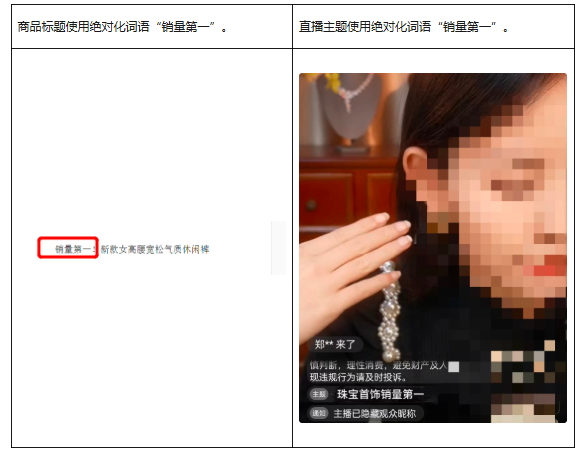 商品标题使用绝对化词语“销量第一”。
直播主题使用绝对化词语“销量第一”。
销量第一 新款女高腰宽松气质休闲裤
郑** 来了
慎判断，理性消费，避免财产及人
现违规行为请及时投诉。
主题 珠宝首饰销量第一
通知 主播已隐藏观众昵称